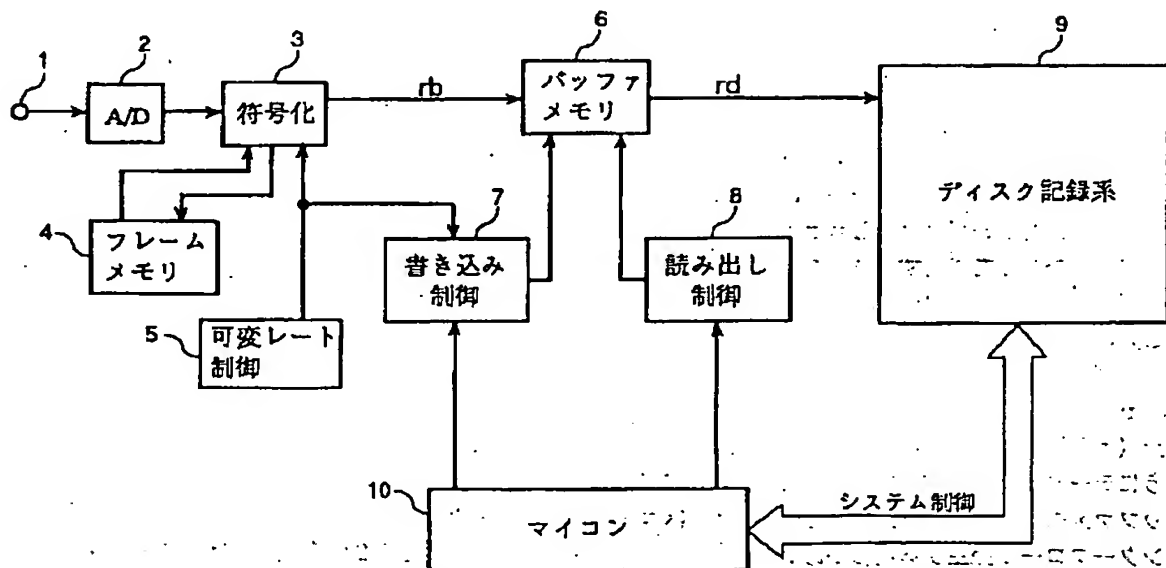 1
2
3
6
9
A/D
符号化
rb
バッファ
メモリ
rd
ディスク記録系
4
フレーム
メモリ
7
書き込み
制御
8
読み出し
制御
5
可変レート
制御
10
マイコン
システム制御